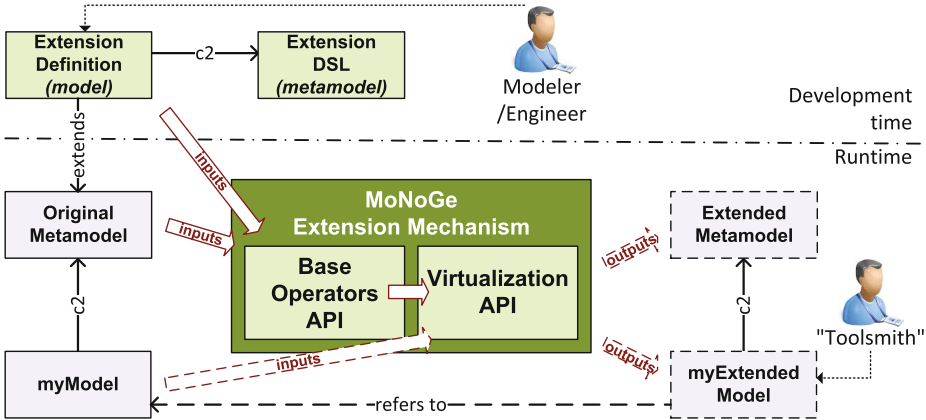 Extension
Definition
(model)
c2
Extension
DSL
(metamodel)
Modeler
/Engineer
Development
time
Runtime
extends
inputs
Original
Metamodel
inputs
MoNoGe
Extension Mechanism
Base
Operators
API
Virtualization
API
outputs
Extended
Metamodel
c2
c2
"Toolsmith"
myModel
inputs
outputs
myExtended
Model
refers to